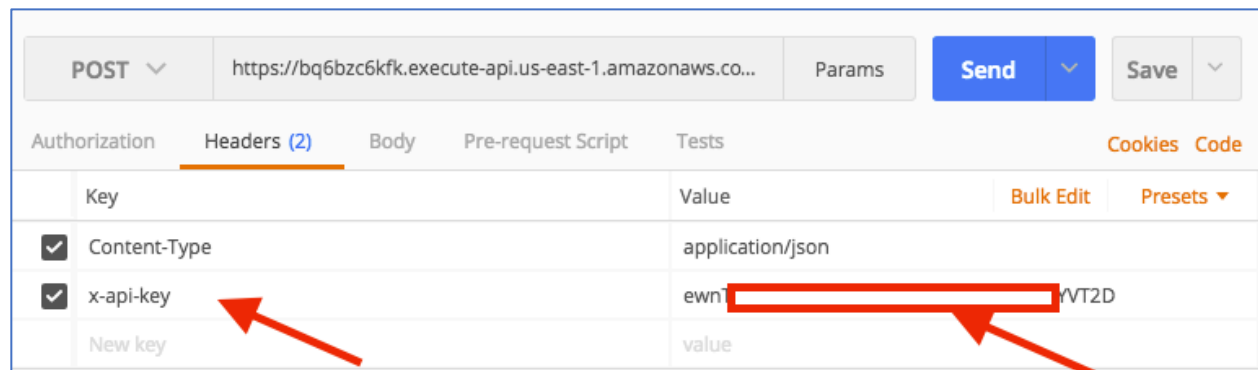 POST https://bq6bzc6kfk.execute-api.us-east-1.amazonaws.co... Params Send Save
Authorization Headers (2) Body Pre-request Script Tests Cookies Code
Key Value Bulk Edit Presets
Content-Type application/json
x-api-key ewnT YVT2D
New key value